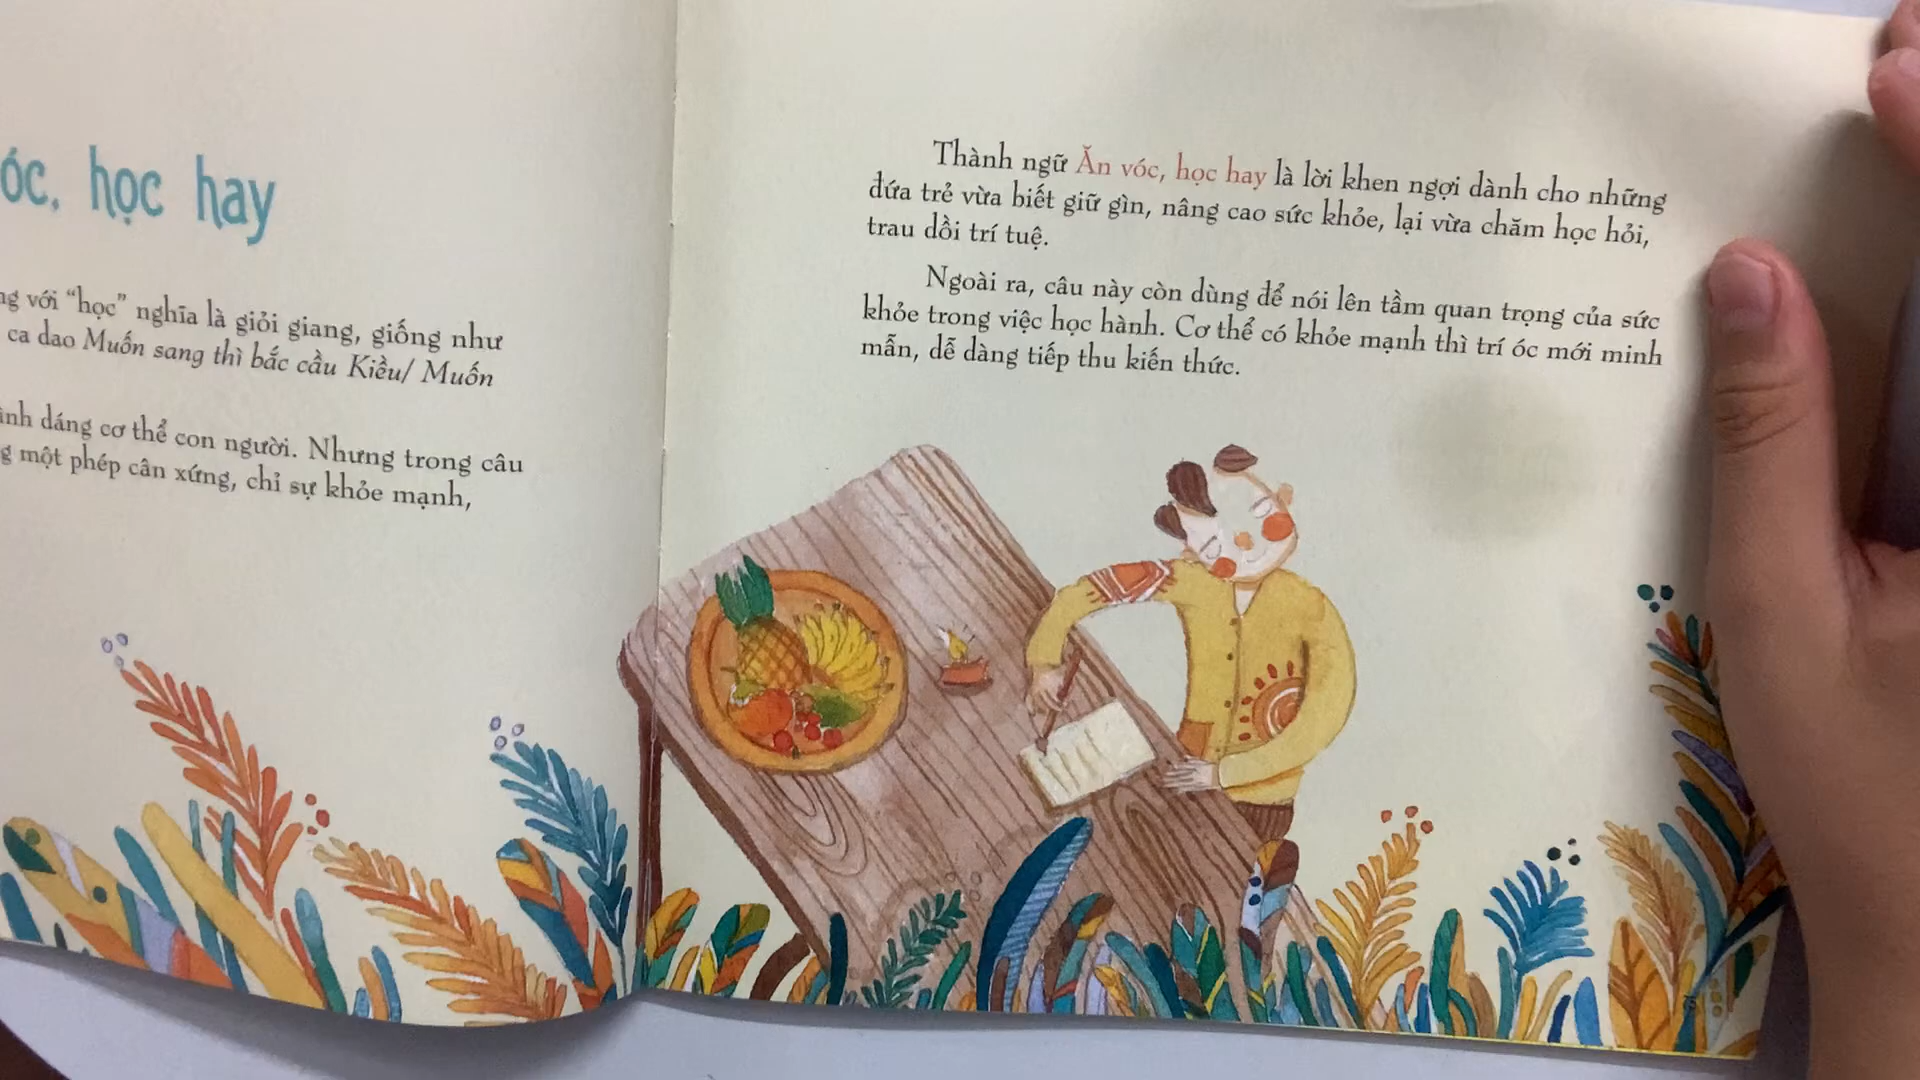 óc, học hay
với “học” nghĩa là giỏi giang, giống như
ca dao Muốn sang thì bắc cầu Kiều/ Muốn
dáng cơ thể con người. Nhưng trong câu
một phép cân xứng, chỉ sự khỏe mạnh,
Thành ngữ Ăn vóc, học hay là lời khen ngợi dành cho những
đứa trẻ vừa biết giữ gìn, nâng cao sức khỏe, lại vừa chăm học hỏi,
trau dồi trí tuệ.
Ngoài ra, câu này còn dùng để nói lên tầm quan trọng của sức
khỏe trong việc học hành. Cơ thể có khỏe mạnh thì trí óc mới minh
mẫn, dễ dàng tiếp thu kiến thức.